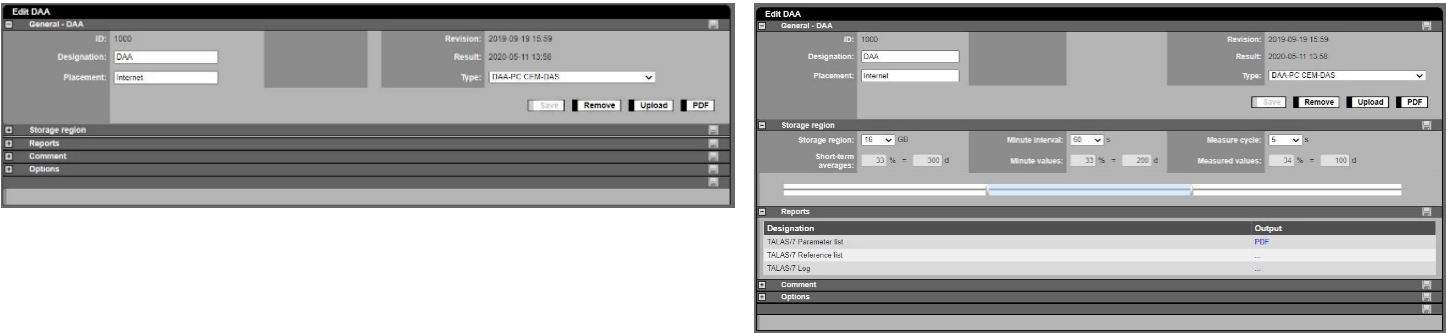 Edit DAA
General - DAA
ID: 1000 Revision: 2019-09-19 15:59
Designation: DAA Result: 2020-05-11 13:58
Placement: Internet Type: DAA-PC CEM-DAS
Save Remove Upload PDF
Storage region
Reports
Comment
Options
Edit DAA
General - DAA
ID: 1000 Revision: 2019-09-19 15:59
Designation: DAA Result: 2020-05-11 13:58
Placement: Internet Type: DAA-PC CEM-DAS
Save Remove Upload PDF
Storage region
Storage region: 16 GB Minute interval: 60 s Measure cycle: 5 s
Short-term
averages: 33 % = 300 d Minute values: 33 % = 200 d Measured values: 34 % = 100 d
Reports
Designation Output
TALAS/7 Parameter list PDF
TALAS/7 Reference list ...
TALAS/7 Log ...
Comment
Options